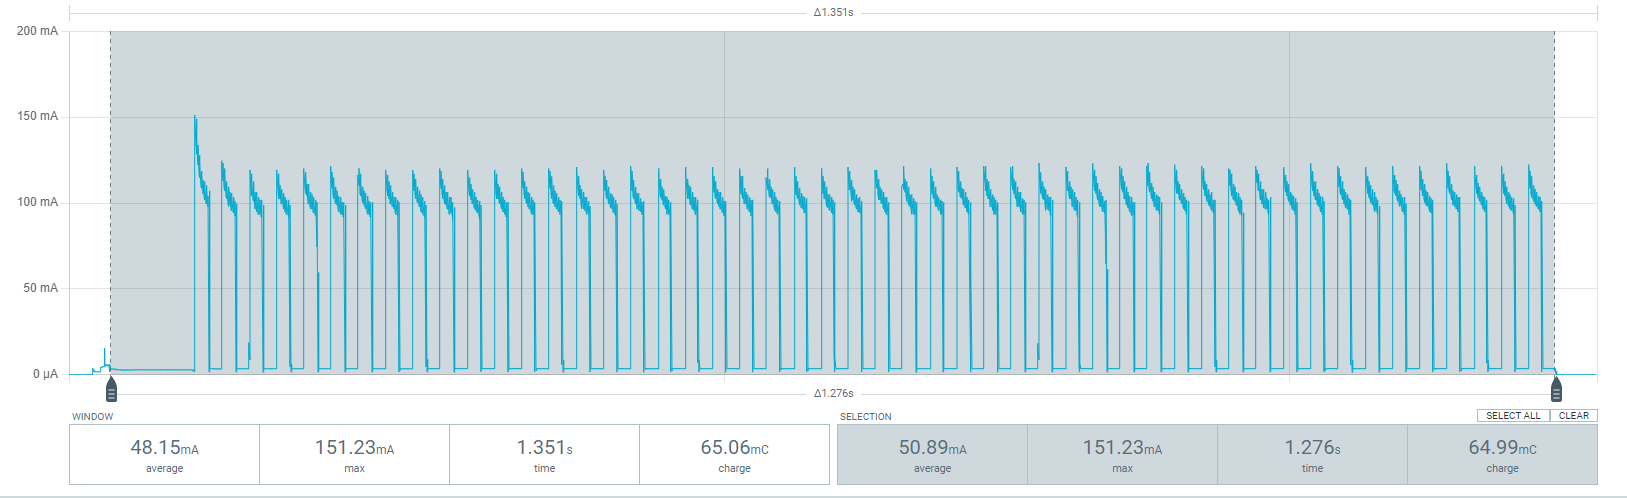 Δ1.351s
200 mA
150 mA
100 mA
50 mA
0 µA
Δ1.276s
WINDOW
SELECTION
SELECT ALL
CLEAR
48.15mA
average
151.23mA
max
1.351s
time
65.06mC
charge
50.89mA
average
151.23mA
max
1.276s
time
64.99mC
charge